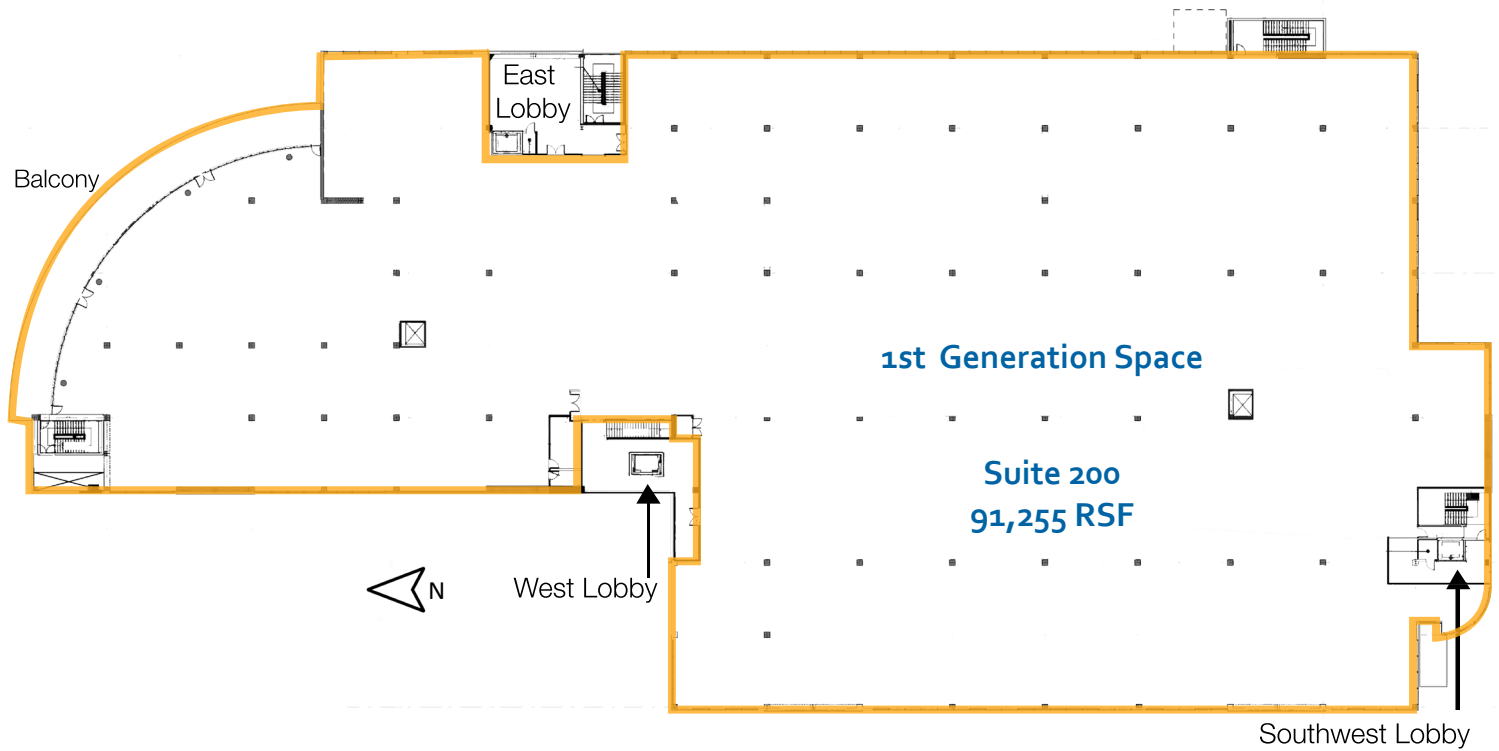 East
Lobby
Balcony
1st Generation Space
Suite 200
91,255 RSF
N
West Lobby
Southwest Lobby